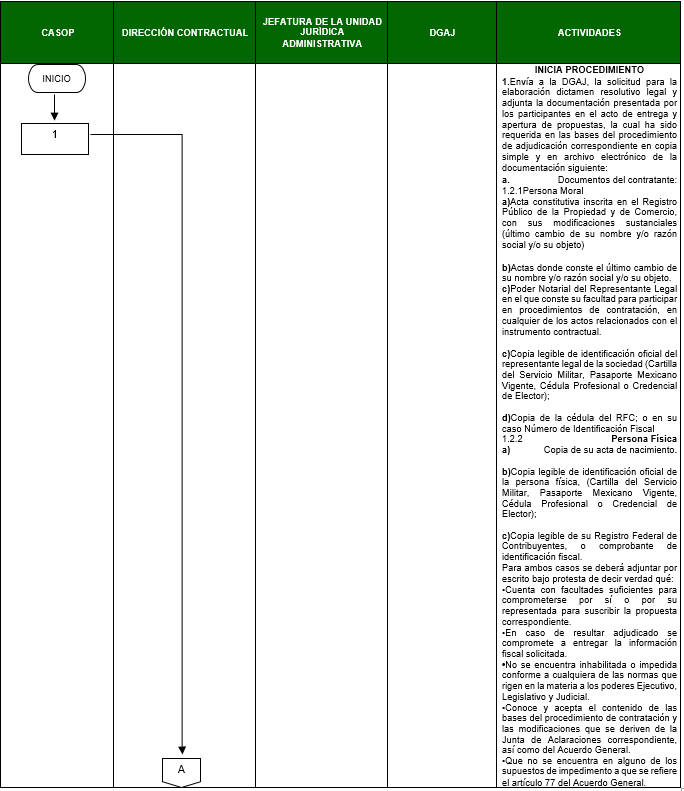 CASOP
DIRECCIÓN CONTRACTUAL
JEFATURA DE LA UNIDAD
JURÍDICA
ADMINISTRATIVA
DGAJ
ACTIVIDADES
INICIO
1
A
INICIA PROCEDIMIENTO
1.Envía a la DGAJ, la solicitud para la
elaboración dictamen resolutivo legal y
adjunta la documentación presentada por
los participantes en el acto de entrega y
apertura de propuestas, la cual ha sido
requerida en las bases del procedimiento
de adjudicación correspondiente en copia
simple y en archivo electrónico de la
documentación siguiente:
a. Documentos del contratante:
1.2.1Persona Moral
a)Acta constitutiva inscrita en el Registro
Público de la Propiedad y de Comercio,
con sus modificaciones sustanciales
(último cambio de su nombre y/o razón
social y/o su objeto)
b)Actas donde conste el último cambio de
su nombre y/o razón social y/o su objeto.
c)Poder Notarial del Representante Legal
en el que conste su facultad para participar
en procedimientos de contratación, en
cualquier de los actos relacionados con el
instrumento contractual.
c)Copia legible de identificación oficial del
representante legal de la sociedad (Cartilla
del Servicio Militar, Pasaporte Mexicano
Vigente, Cédula Profesional o Credencial
de Elector);
d)Copia de la cédula del RFC; o en su
caso Número de Identificación Fiscal
1.2.2 Persona Física
a) Copia de su acta de nacimiento.
b)Copia legible de identificación oficial de
la persona física, (Cartilla del Servicio
Militar, Pasaporte Mexicano Vigente,
Cédula Profesional o Credencial de
Elector);
c)Copia legible de su Registro Federal de
Contribuyentes, o comprobante de
identificación fiscal.
Para ambos casos se deberá adjuntar por
escrito bajo protesta de decir verdad qué:
•Cuenta con facultades suficientes para
comprometerse por sí o por su
representada para suscribir la propuesta
correspondiente.
•En caso de resultar adjudicado se
compromete a entregar la información
fiscal solicitada.
•No se encuentra inhabilitada o impedida
conforme a cualquiera de las normas que
rigen en la materia a los poderes Ejecutivo,
Legislativo y Judicial.
•Conoce y acepta el contenido de las
bases del procedimiento de contratación y
las modificaciones que se deriven de la
Junta de Aclaraciones correspondiente,
así como del Acuerdo General.
•Que no se encuentra en alguno de los
supuestos de impedimento a que se refiere
el artículo 77 del Acuerdo General.